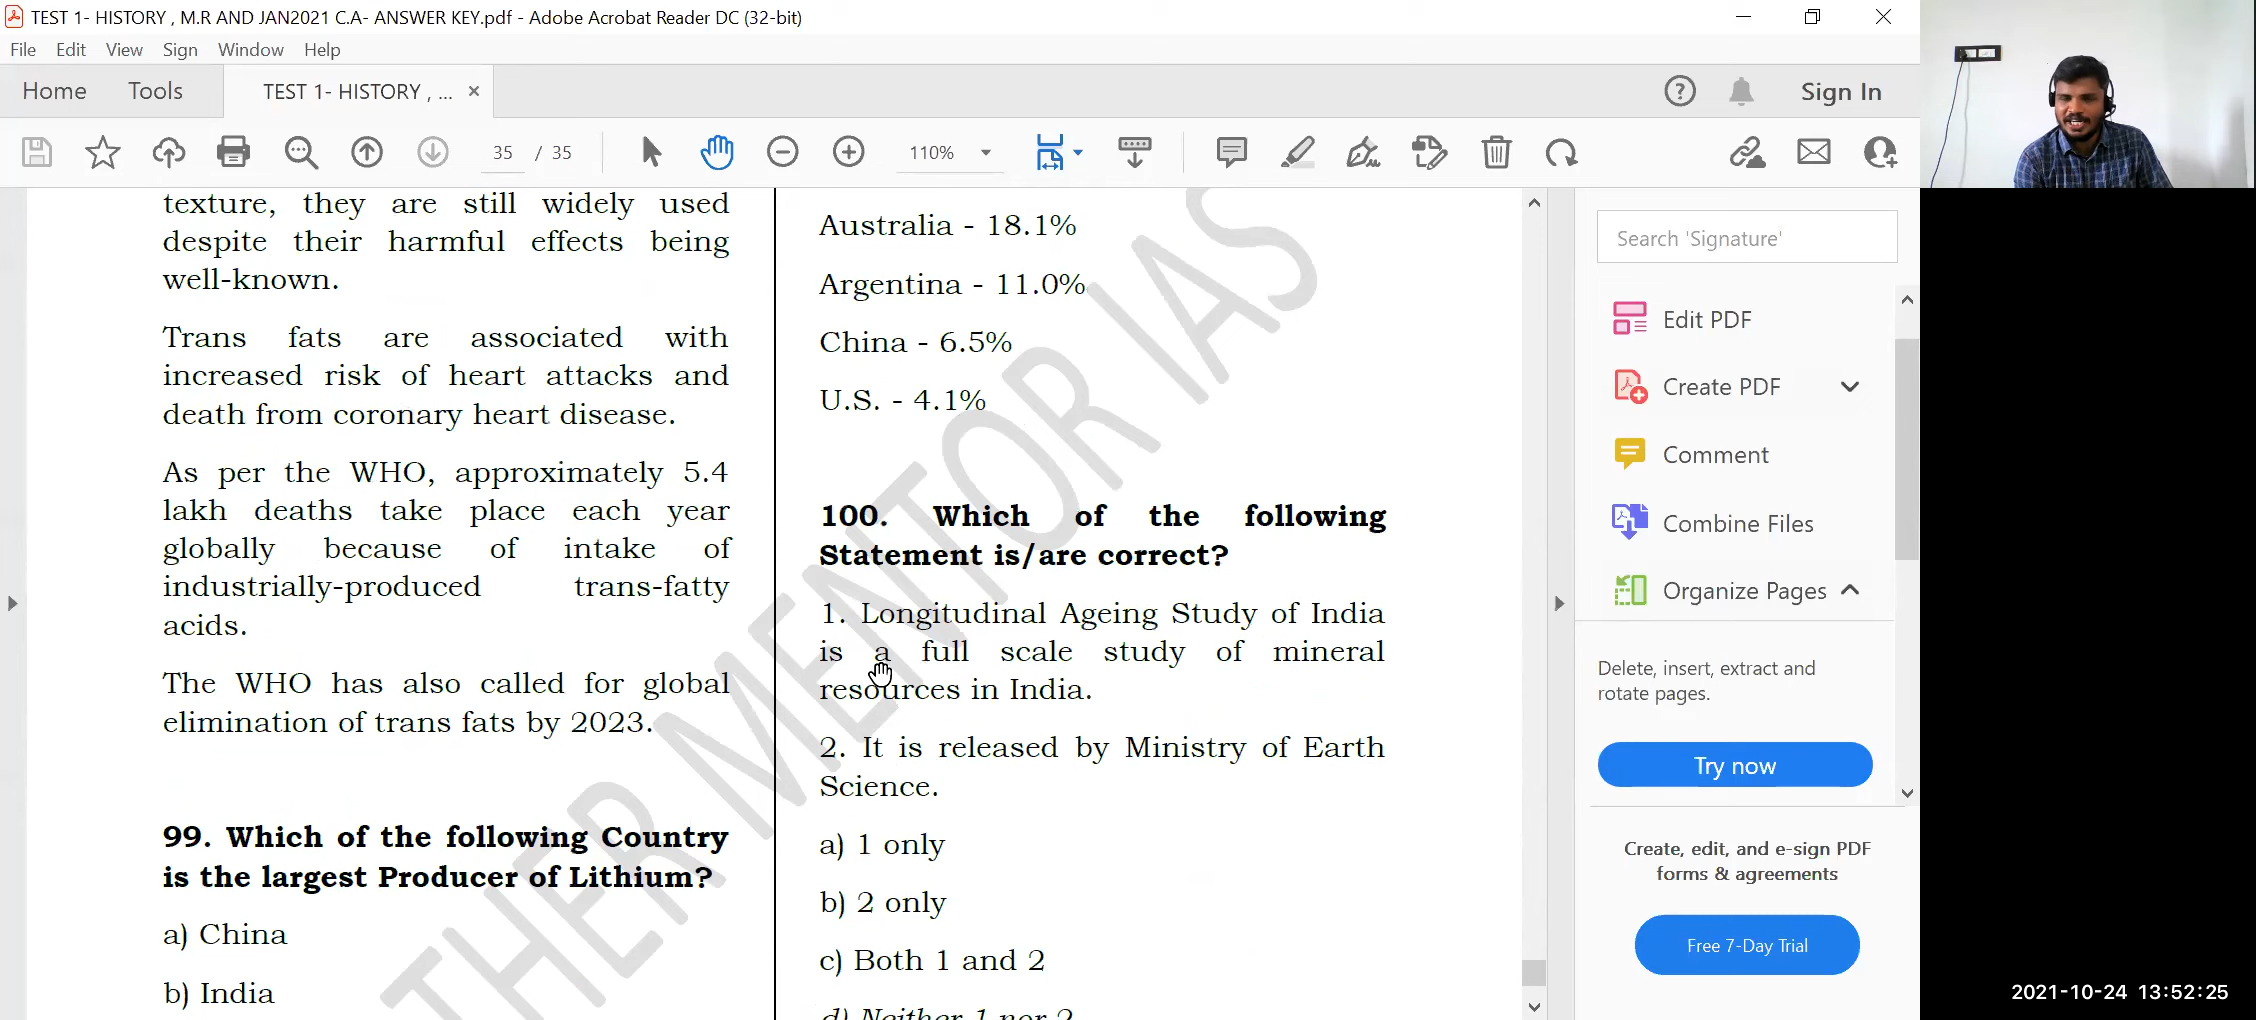 TEST 1- HISTORY , M.R AND JAN2021 C.A- ANSWER KEY.pdf - Adobe Acrobat Reader DC (32-bit)
File Edit View Sign Window Help
Home Tools TEST 1- HISTORY , ... ×
? Sign In
35 / 35 110%
texture, they are still widely used
despite their harmful effects being
well-known.
Trans fats are associated with
increased risk of heart attacks and
death from coronary heart disease.
As per the WHO, approximately 5.4
lakh deaths take place each year
globally because of intake of
industrially-produced trans-fatty
acids.
The WHO has also called for global
elimination of trans fats by 2023.
99. Which of the following Country
is the largest Producer of Lithium?
a) China
b) India
Australia - 18.1%
Argentina - 11.0%
China - 6.5%
U.S. - 4.1%
100. Which of the following
Statement is/are correct?
1. Longitudinal Ageing Study of India
is a full scale study of mineral
resources in India.
2. It is released by Ministry of Earth
Science.
a) 1 only
b) 2 only
c) Both 1 and 2
d) Neither 1 nor 2
THER MENTOR IAS
Search 'Signature'
Edit PDF
Create PDF
Comment
Combine Files
Organize Pages
Delete, insert, extract and
rotate pages.
Try now
Create, edit, and e-sign PDF
forms & agreements
Free 7-Day Trial
2021-10-24 13:52:25